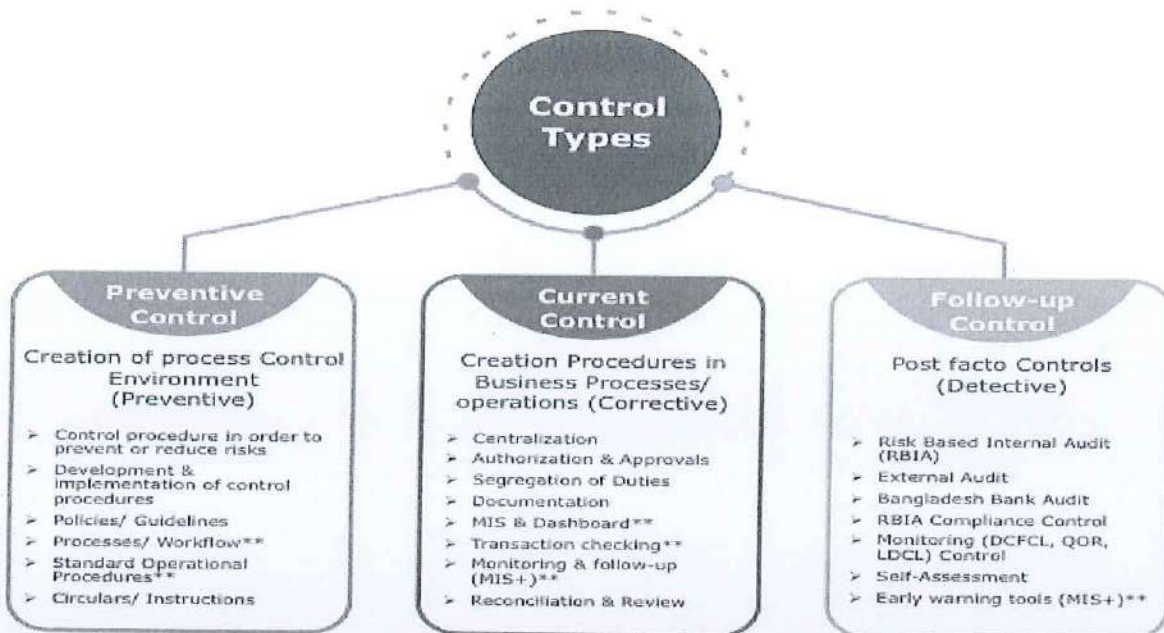 Control
Types
Preventive
Control
Creation of process Control
Environment
(Preventive)
➢ Control procedure in order to
prevent or reduce risks
➢ Development &
implementation of control
procedures
➢ Policies/ Guidelines
➢ Processes/ Workflow**
➢ Standard Operational
Procedures**
➢ Circulars/ Instructions
Current
Control
Creation Procedures in
Business Processes/
operations (Corrective)
➢ Centralization
➢ Authorization & Approvals
➢ Segregation of Duties
➢ Documentation
➢ MIS & Dashboard**
➢ Transaction checking**
➢ Monitoring & follow-up
(MIS+)**
➢ Reconciliation & Review
Follow-up
Control
Post facto Controls
(Detective)
➢ Risk Based Internal Audit
(RBIA)
➢ External Audit
➢ Bangladesh Bank Audit
➢ RBIA Compliance Control
➢ Monitoring (DCFCL, QOR,
LDCL) Control
➢ Self-Assessment
➢ Early warning tools (MIS+)**